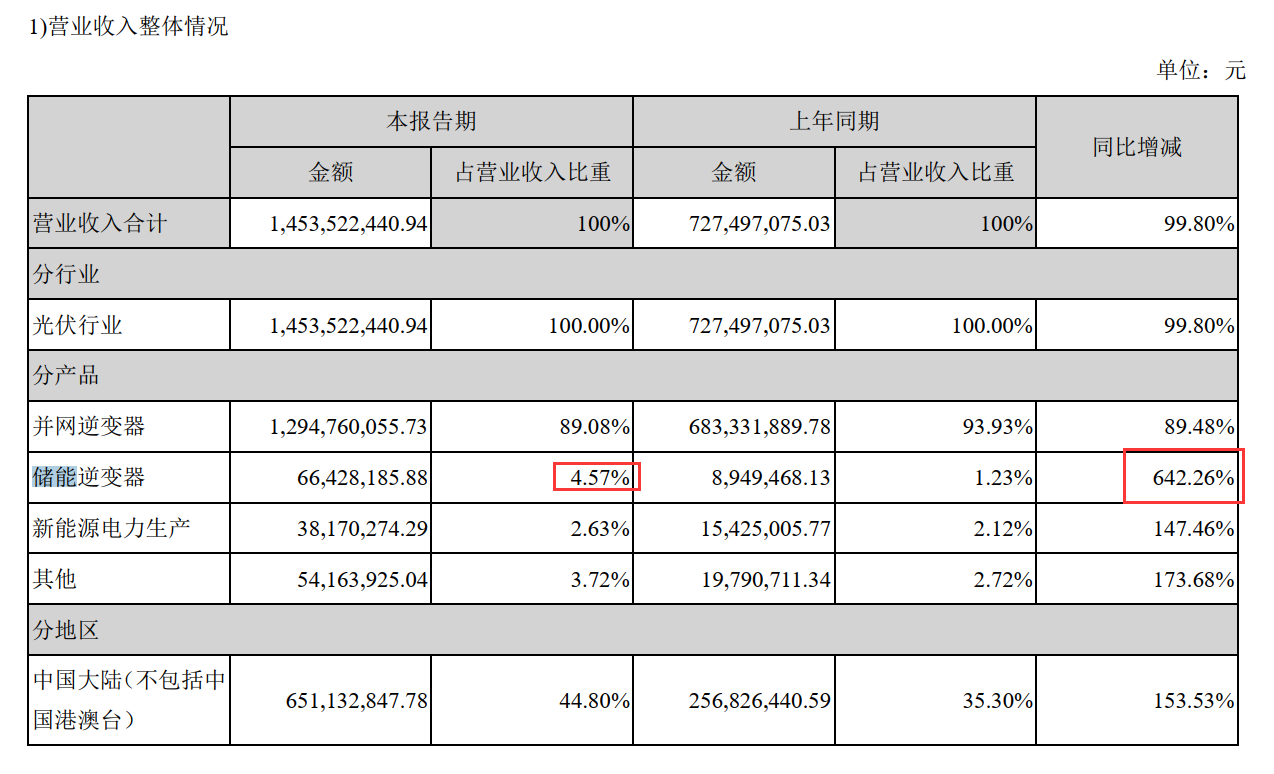 1)营业收入整体情况
单位：元
本报告期 上年同期 同比增减
金额 占营业收入比重 金额 占营业收入比重
营业收入合计 1,453,522,440.94 100% 727,497,075.03 100% 99.80%
分行业
光伏行业 1,453,522,440.94 100.00% 727,497,075.03 100.00% 99.80%
分产品
并网逆变器 1,294,760,055.73 89.08% 683,331,889.78 93.93% 89.48%
储能逆变器 66,428,185.88 4.57% 8,949,468.13 1.23% 642.26%
新能源电力生产 38,170,274.29 2.63% 15,425,005.77 2.12% 147.46%
其他 54,163,925.04 3.72% 19,790,711.34 2.72% 173.68%
分地区
中国大陆（不包括中
国港澳台） 651,132,847.78 44.80% 256,826,440.59 35.30% 153.53%